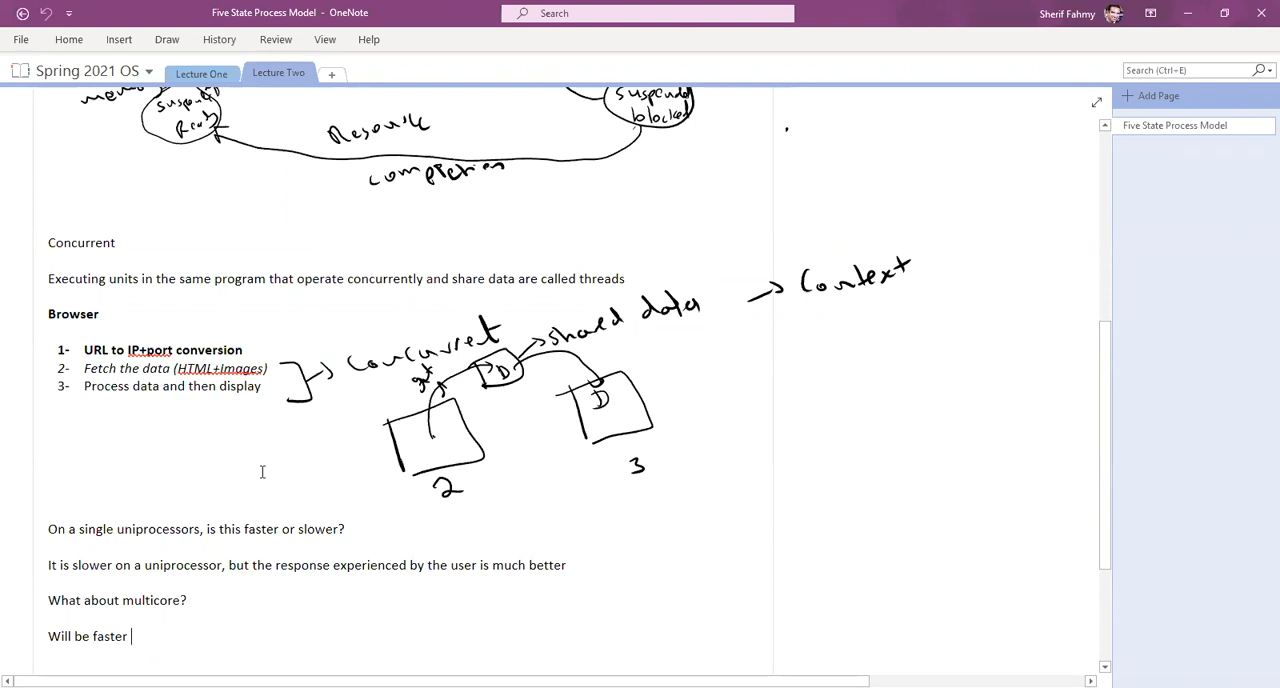 Five State Process Model - OneNote
Search
Sherif Fahmy
File Home Insert Draw History Review View Help
Spring 2021 OS
Lecture One
Lecture Two
Search (Ctrl+E)
Add Page
Five State Process Model
suspended
Ready
suspended
blocked
Resource
completion
Concurrent
Executing units in the same program that operate concurrently and share data are called threads
Context
shared data
Browser
1- URL to IP+port conversion
2- Fetch the data (HTML+Images)
3- Process data and then display
Concurrent
D
D
2
3
On a single uniprocessors, is this faster or slower?
It is slower on a uniprocessor, but the response experienced by the user is much better
What about multicore?
Will be faster